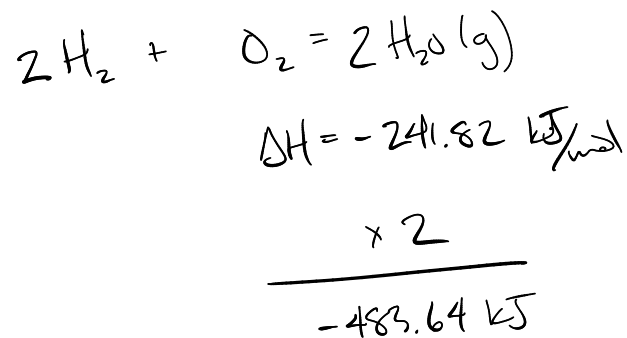 2H₂ + O₂ = 2H₂O(g)
ΔH = -241.82 kJ/mol
x 2
-483.64 kJ